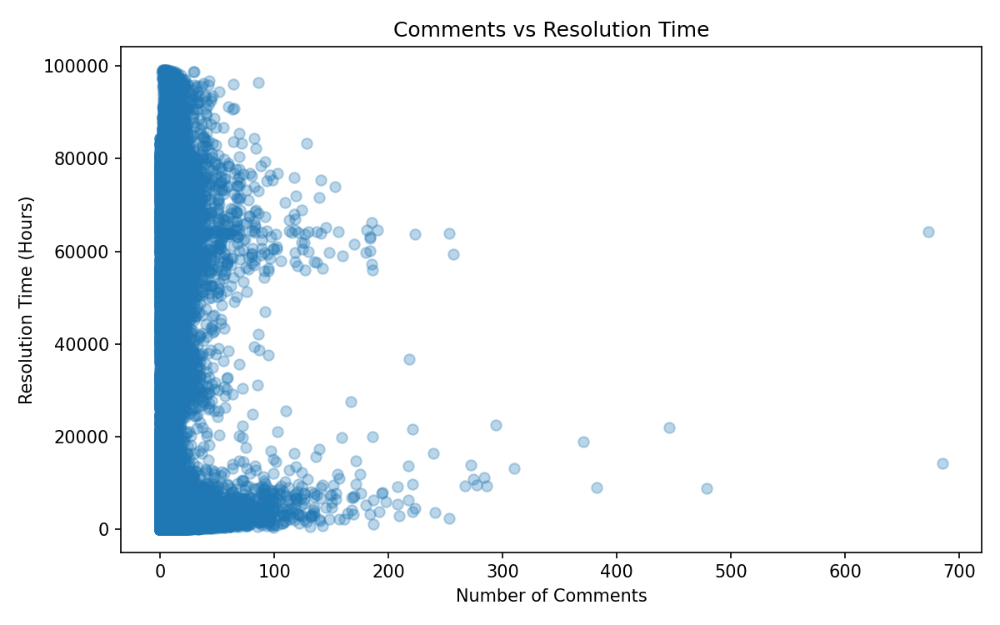 Comments vs Resolution Time
100000
80000
60000
40000
20000
0
Resolution Time (Hours)
0 100 200 300 400 500 600 700
Number of Comments